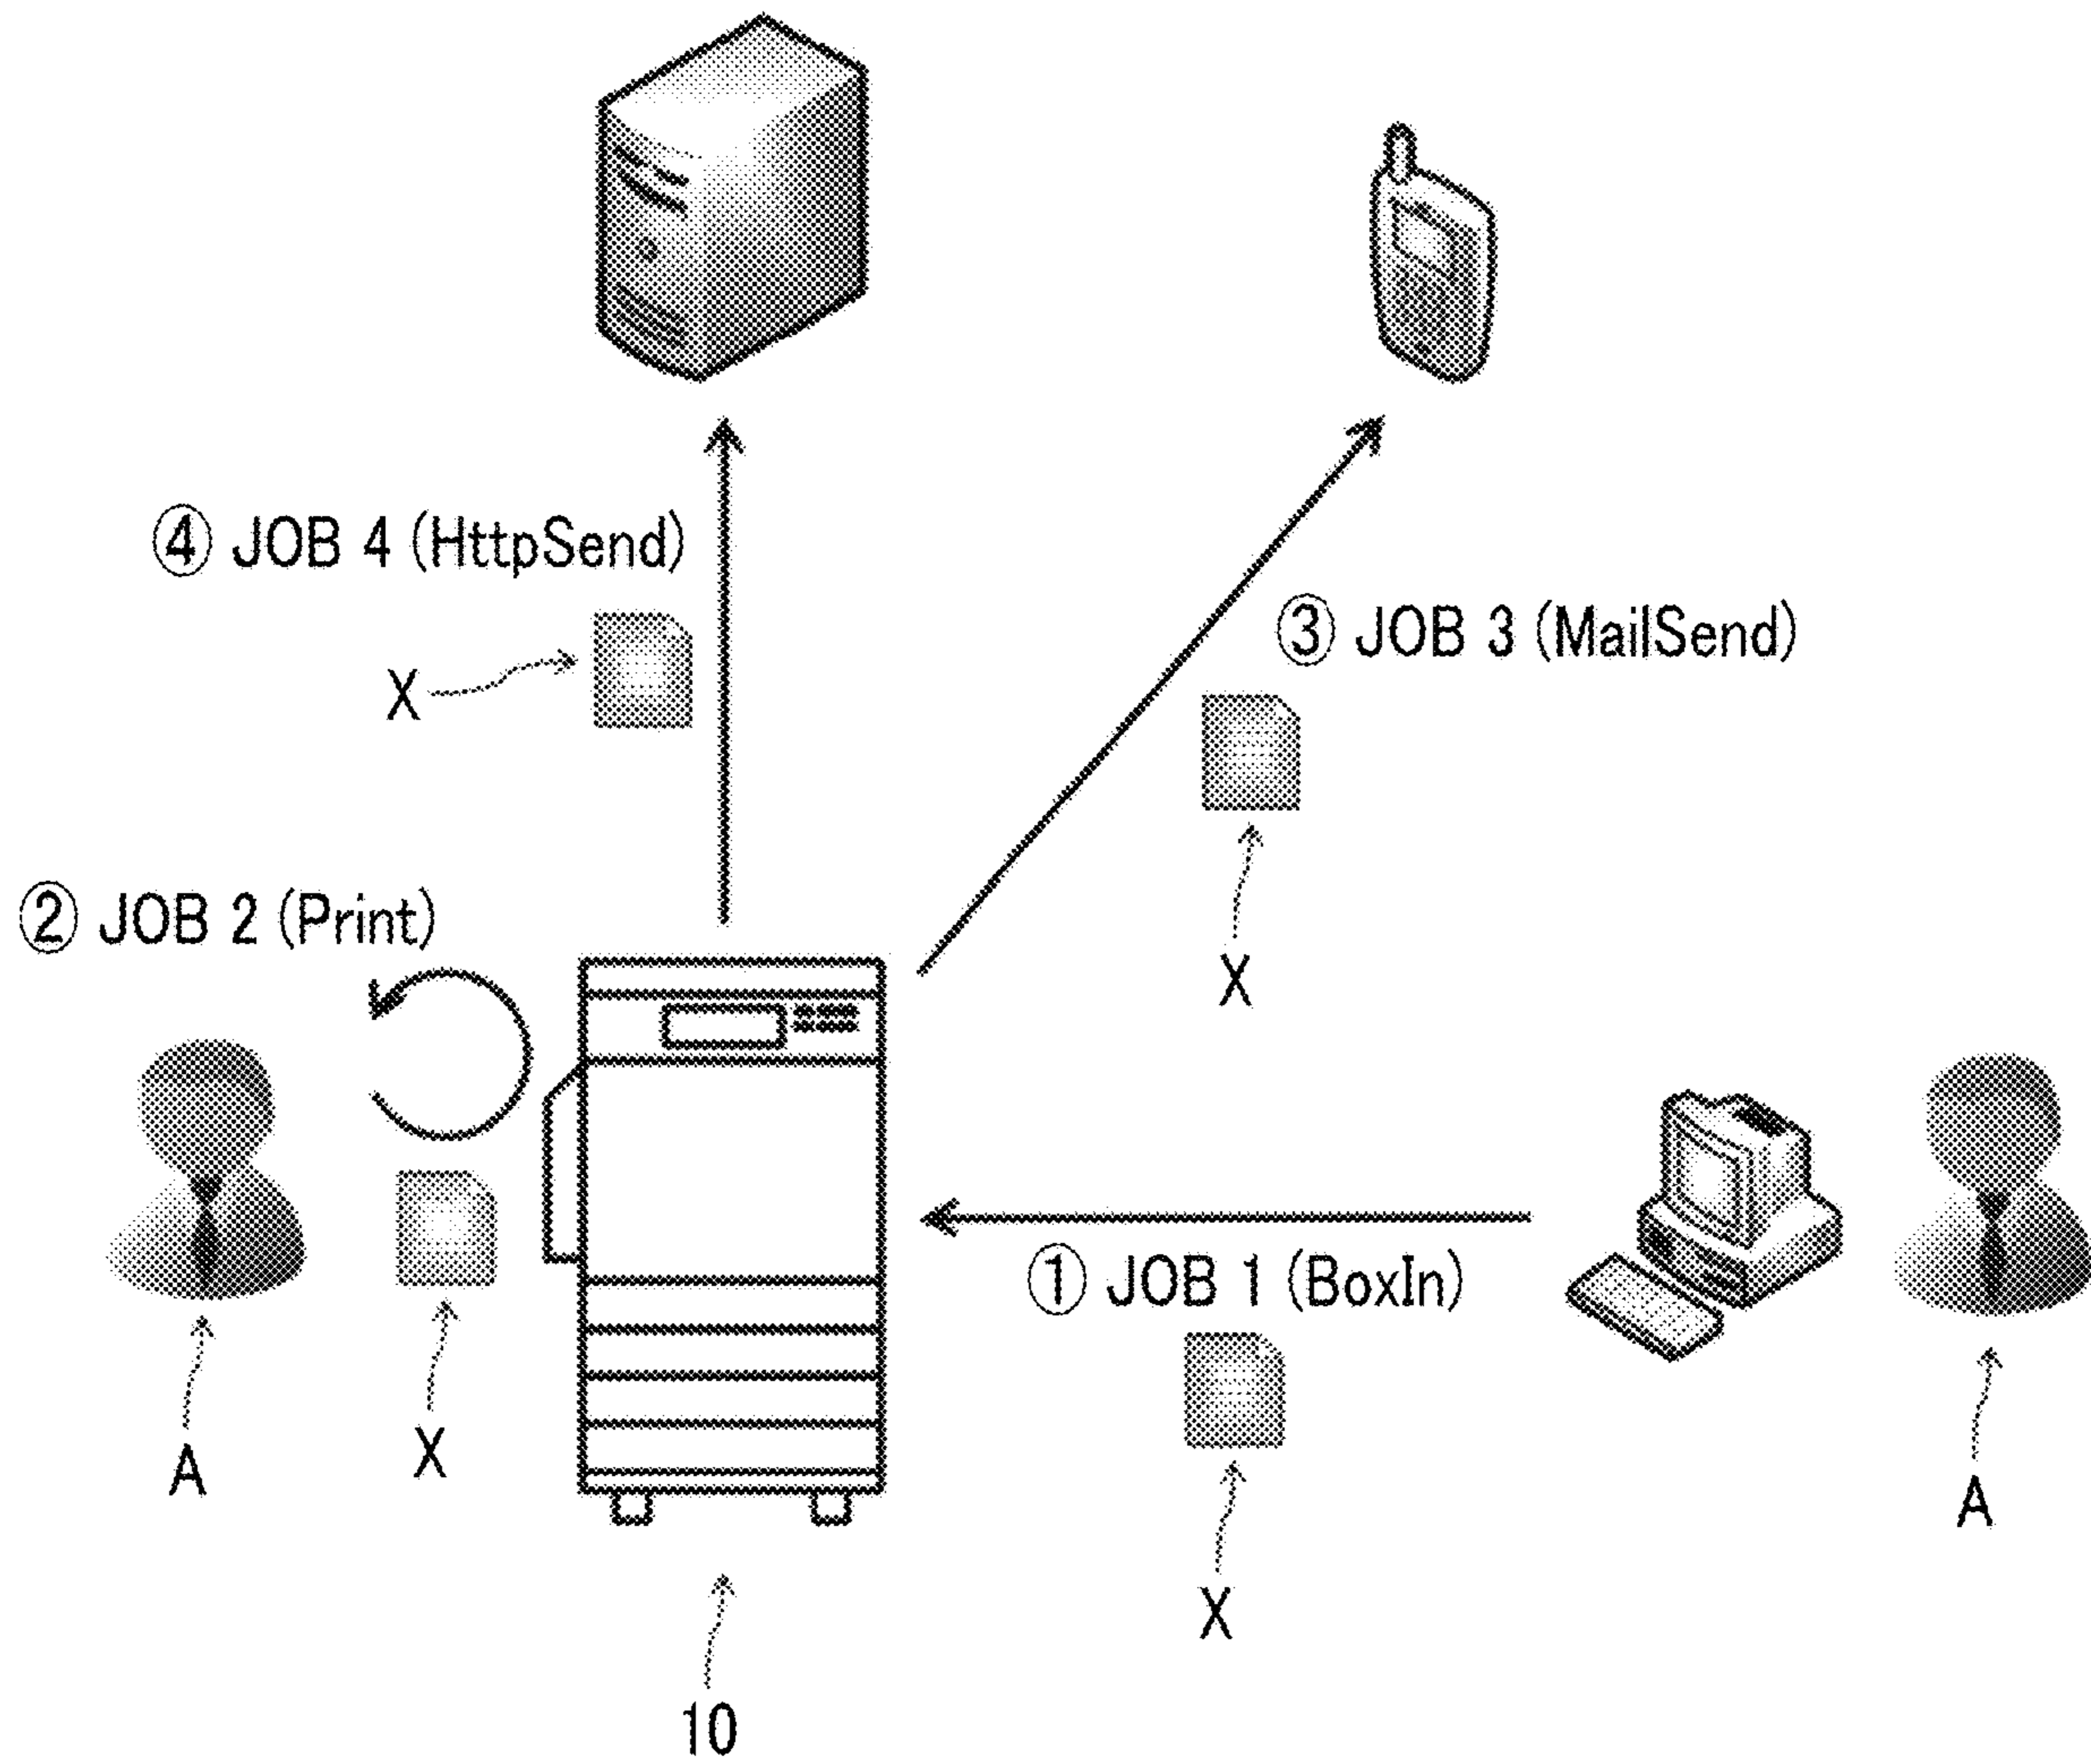 ④ JOB 4 (HttpSend)
X
③ JOB 3 (MailSend)
X
② JOB 2 (Print)
A
X
① JOB 1 (BoxIn)
X
A
10